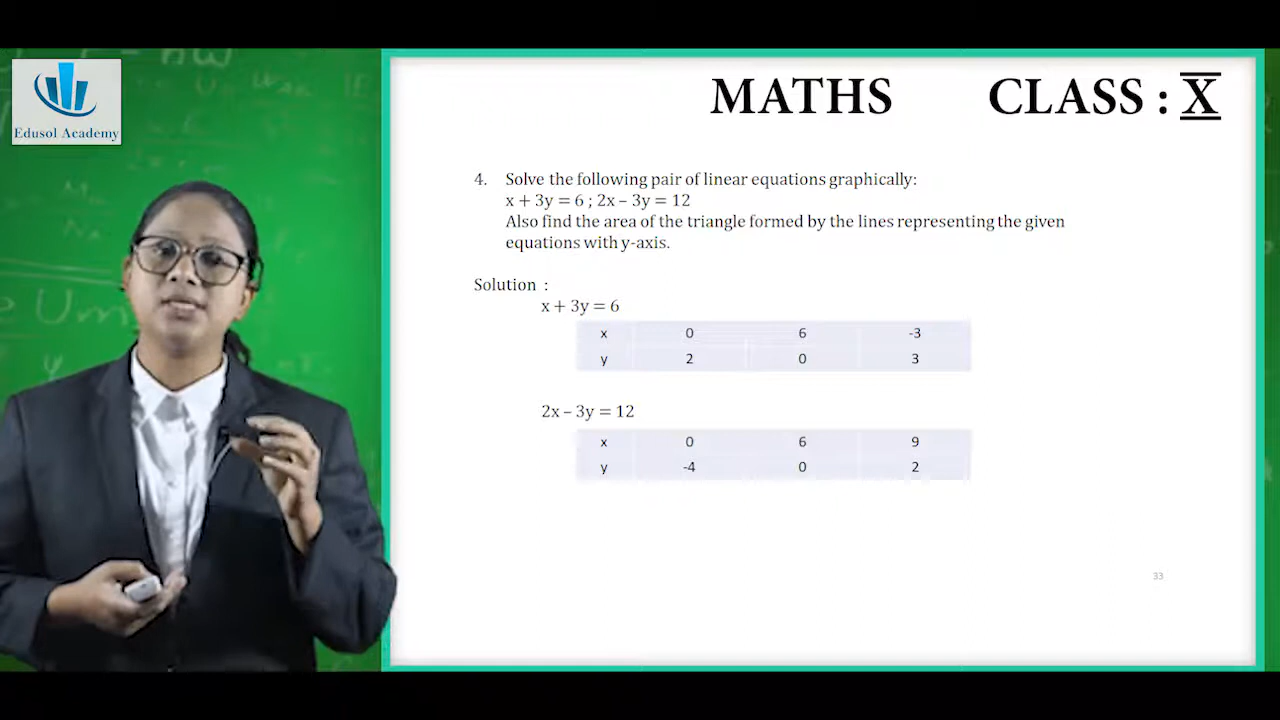 Edusol Academy
MATHS CLASS : X
4. Solve the following pair of linear equations graphically:
x + 3y = 6 ; 2x – 3y = 12
Also find the area of the triangle formed by the lines representing the given
equations with y-axis.
Solution :
x + 3y = 6
x 0 6 -3
y 2 0 3
2x – 3y = 12
x 0 6 9
y -4 0 2
33